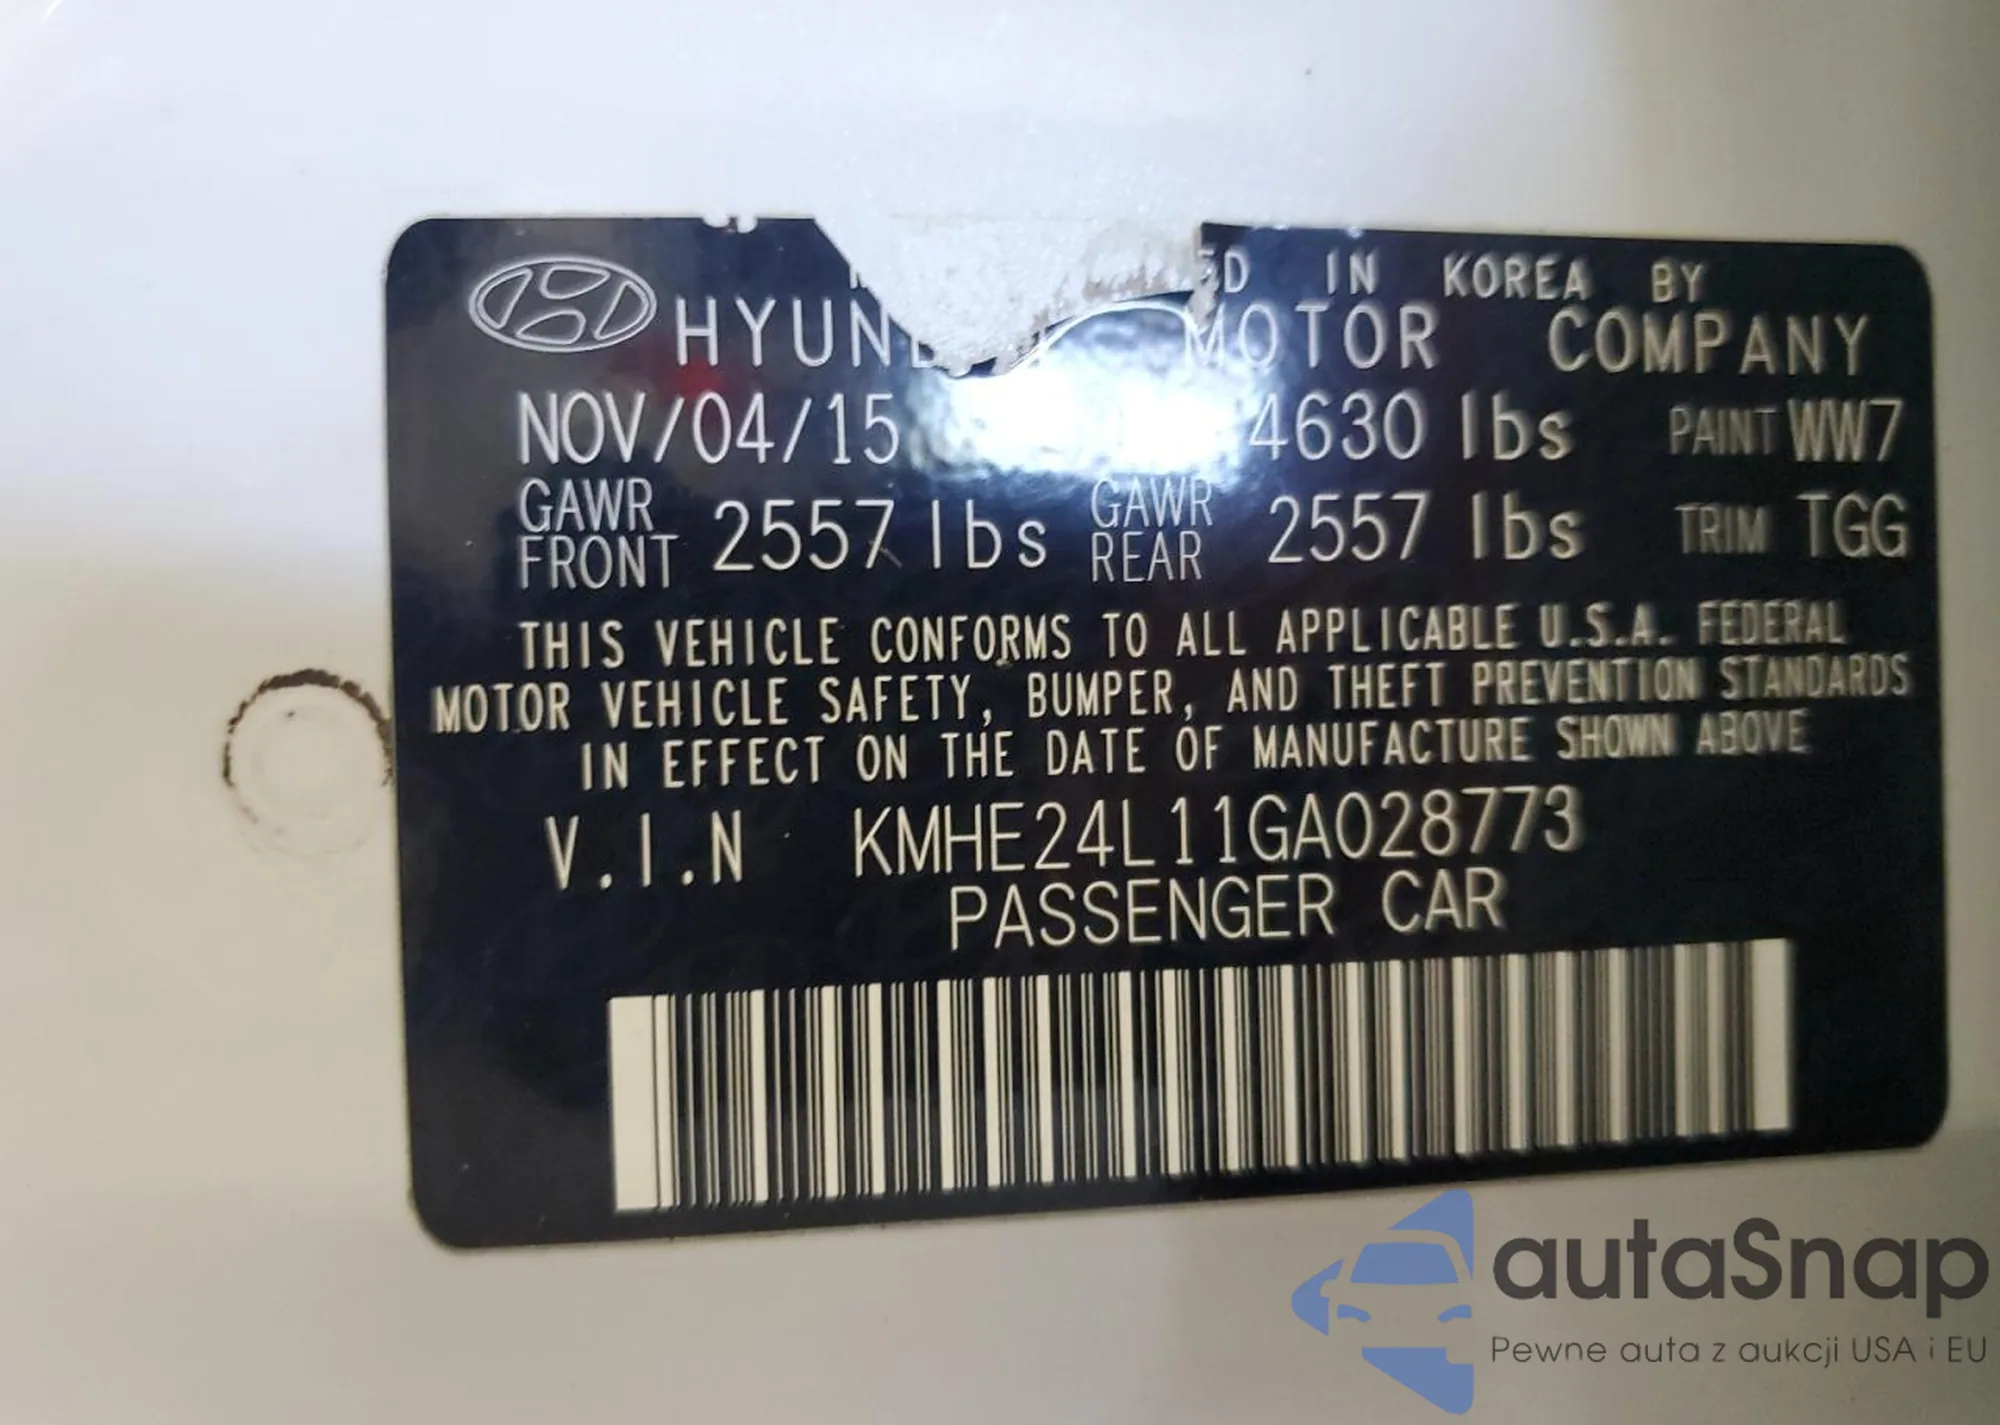 IN KOREA BY
MOTOR COMPANY
NOV/04/15 4630 lbs PAINT WW7
GAWR FRONT 2557 lbs GAWR REAR 2557 lbs TRIM TGG
THIS VEHICLE CONFORMS TO ALL APPLICABLE U.S.A. FEDERAL
MOTOR VEHICLE SAFETY, BUMPER, AND THEFT PREVENTION STANDARDS
IN EFFECT ON THE DATE OF MANUFACTURE SHOWN ABOVE
V.I.N KMHE24L11GA028773
PASSENGER CAR
autaSnap
Pewne auta z aukcji USA i EU